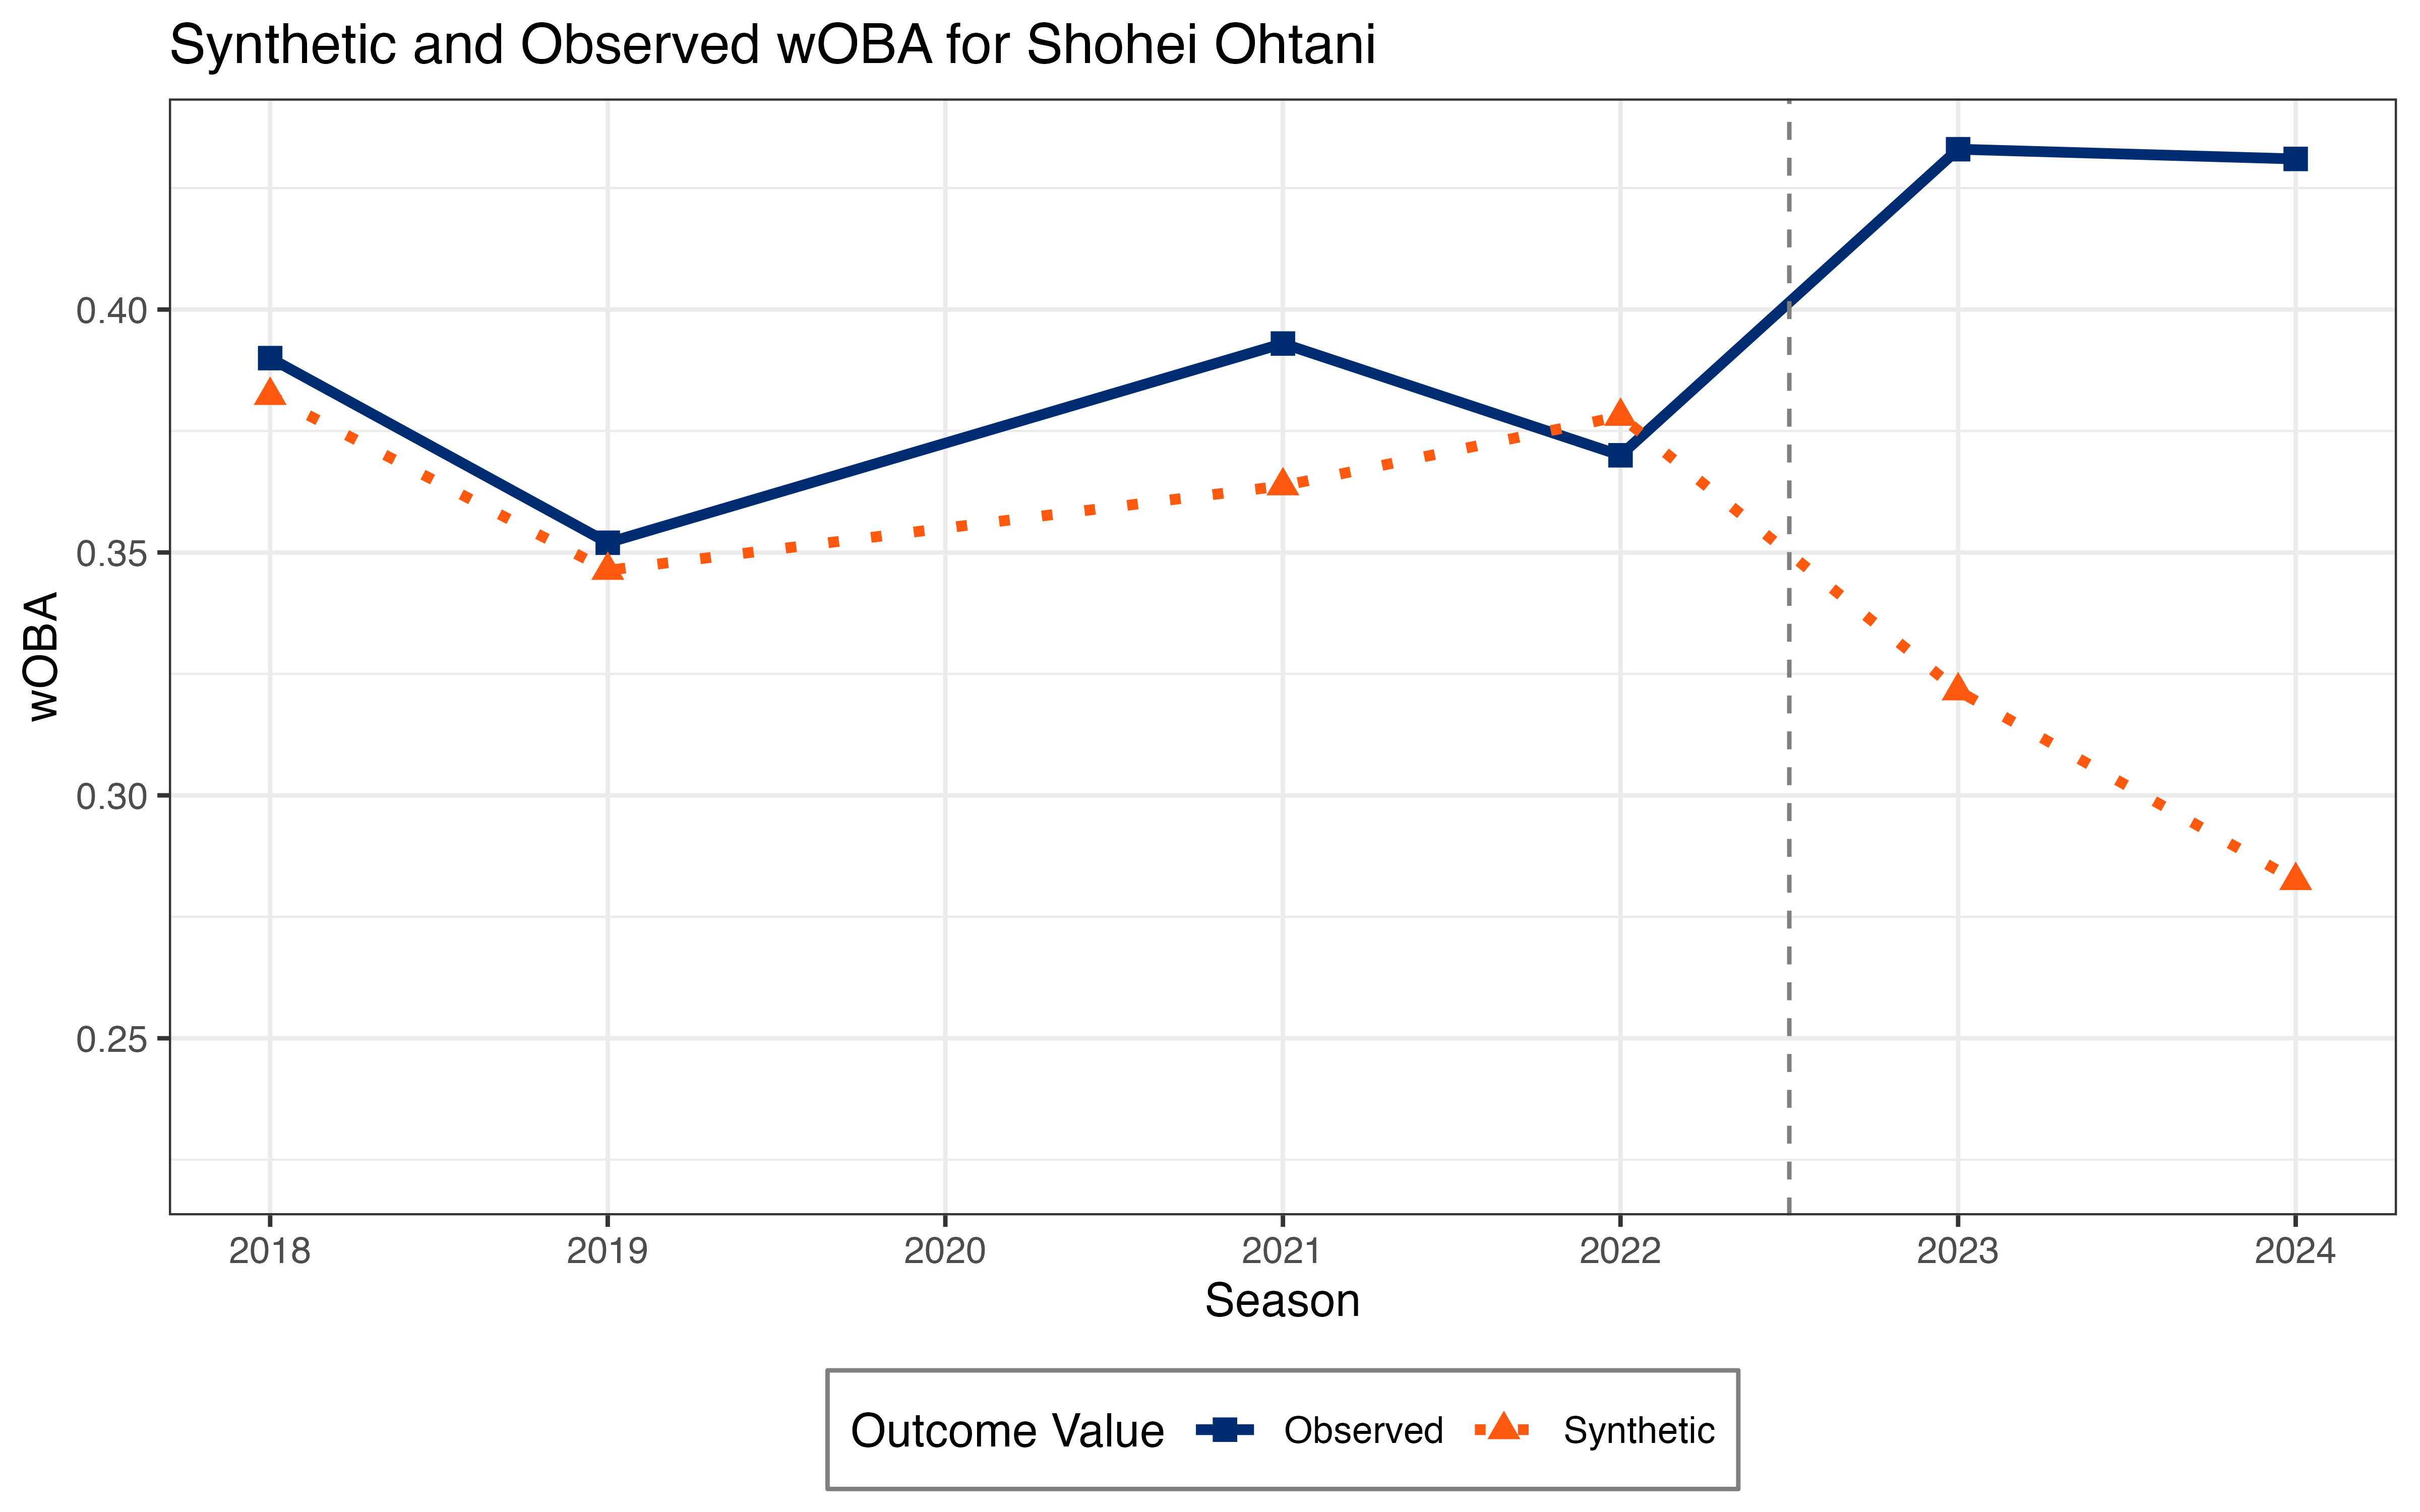 Synthetic and Observed wOBA for Shohei Ohtani
wOBA
0.40
0.35
0.30
0.25
2018 2019 2020 2021 2022 2023 2024
Season
Outcome Value Observed Synthetic